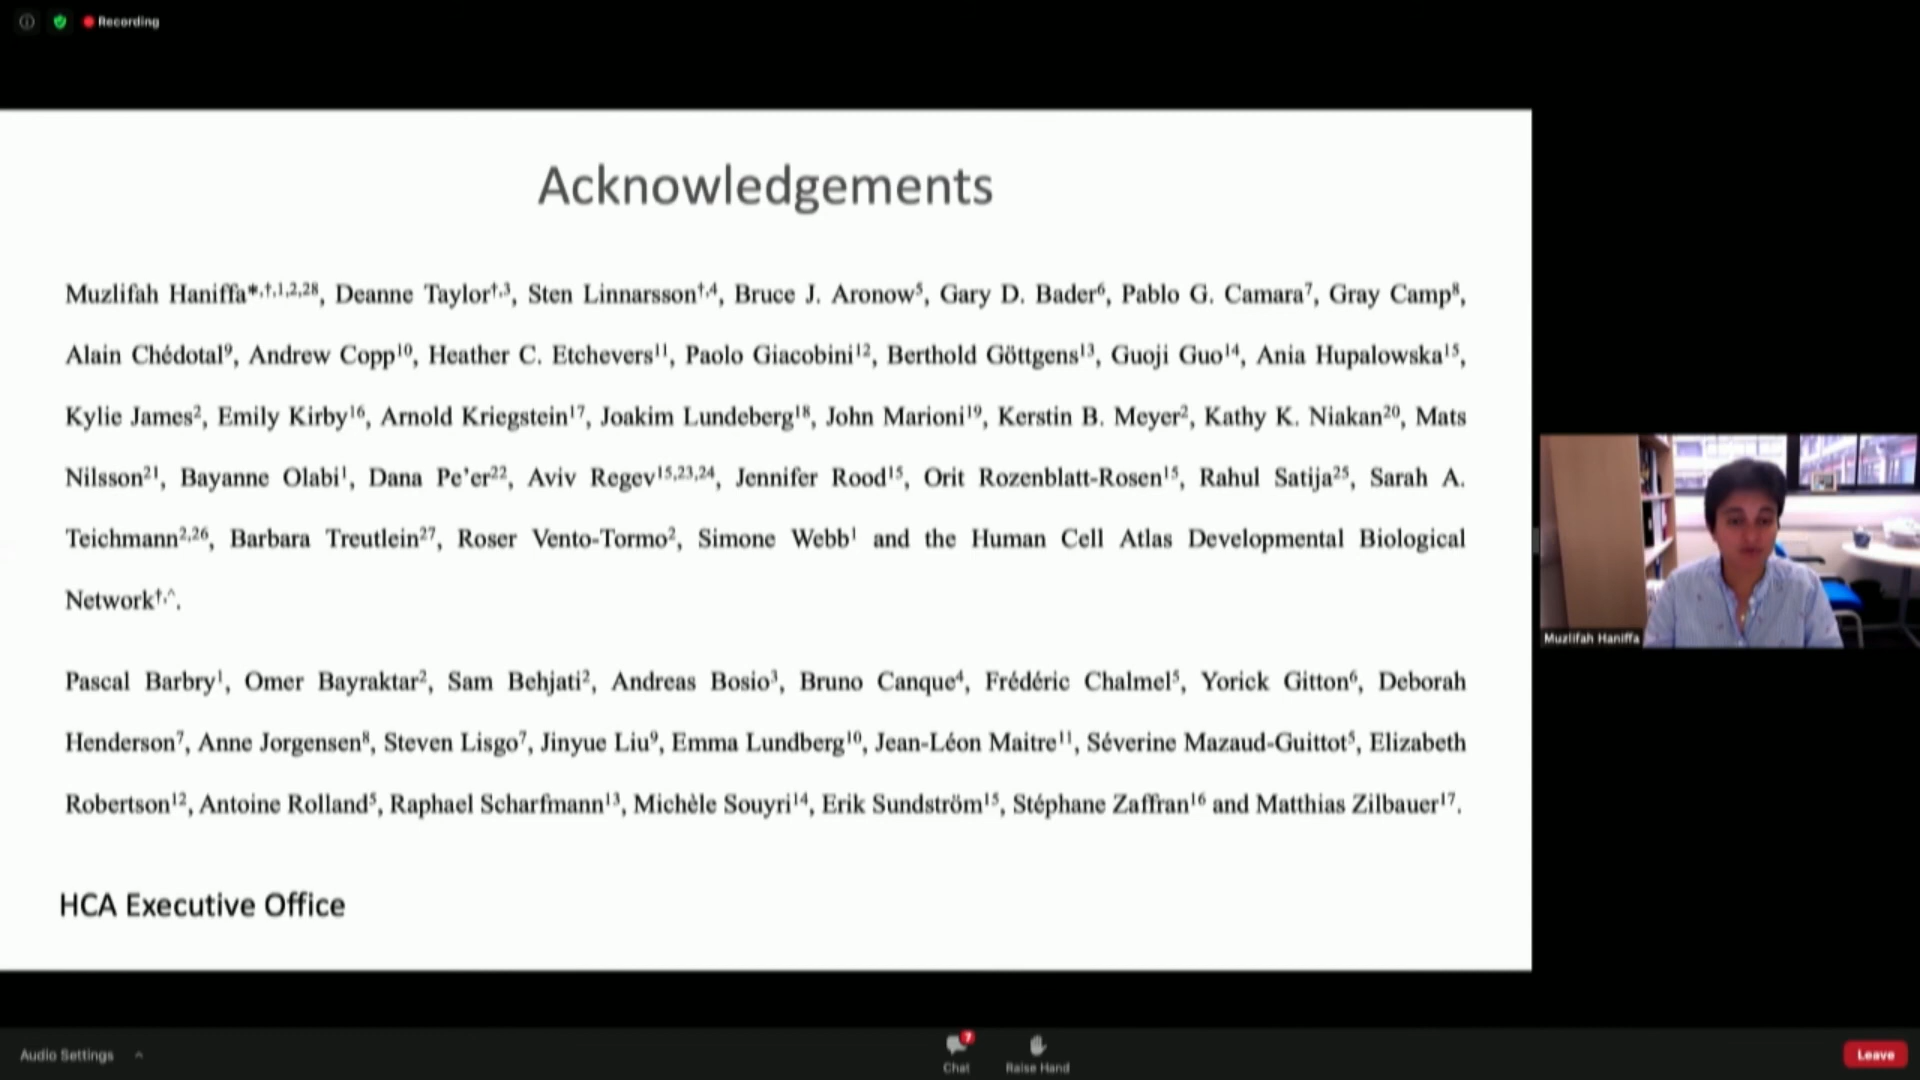 Recording
Acknowledgements
Muzlifah Haniffa*,†,1,2,28, Deanne Taylor†,3, Sten Linnarsson†,4, Bruce J. Aronow5, Gary D. Bader6, Pablo G. Camara7, Gray Camp8,
Alain Chédotal9, Andrew Copp10, Heather C. Etchevers11, Paolo Giacobini12, Berthold Göttgens13, Guoji Guo14, Ania Hupalowska15,
Kylie James2, Emily Kirby16, Arnold Kriegstein17, Joakim Lundeberg18, John Marioni19, Kerstin B. Meyer2, Kathy K. Niakan20, Mats
Nilsson21, Bayanne Olabi1, Dana Pe’er22, Aviv Regev15,23,24, Jennifer Rood15, Orit Rozenblatt-Rosen15, Rahul Satija25, Sarah A.
Teichmann2,26, Barbara Treutlein27, Roser Vento-Tormo2, Simone Webb1 and the Human Cell Atlas Developmental Biological
Network†,^.
Pascal Barbry1, Omer Bayraktar2, Sam Behjati2, Andreas Bosio3, Bruno Canque4, Frédéric Chalmel5, Yorick Gitton6, Deborah
Henderson7, Anne Jorgensen8, Steven Lisgo7, Jinyue Liu9, Emma Lundberg10, Jean-Léon Maitre11, Séverine Mazaud-Guittot5, Elizabeth
Robertson12, Antoine Rolland5, Raphael Scharfmann13, Michèle Souyri14, Erik Sundström15, Stéphane Zaffran16 and Matthias Zilbauer17.
HCA Executive Office
Muzlifah Haniffa
Audio Settings
7
Chat
Raise Hand
Leave